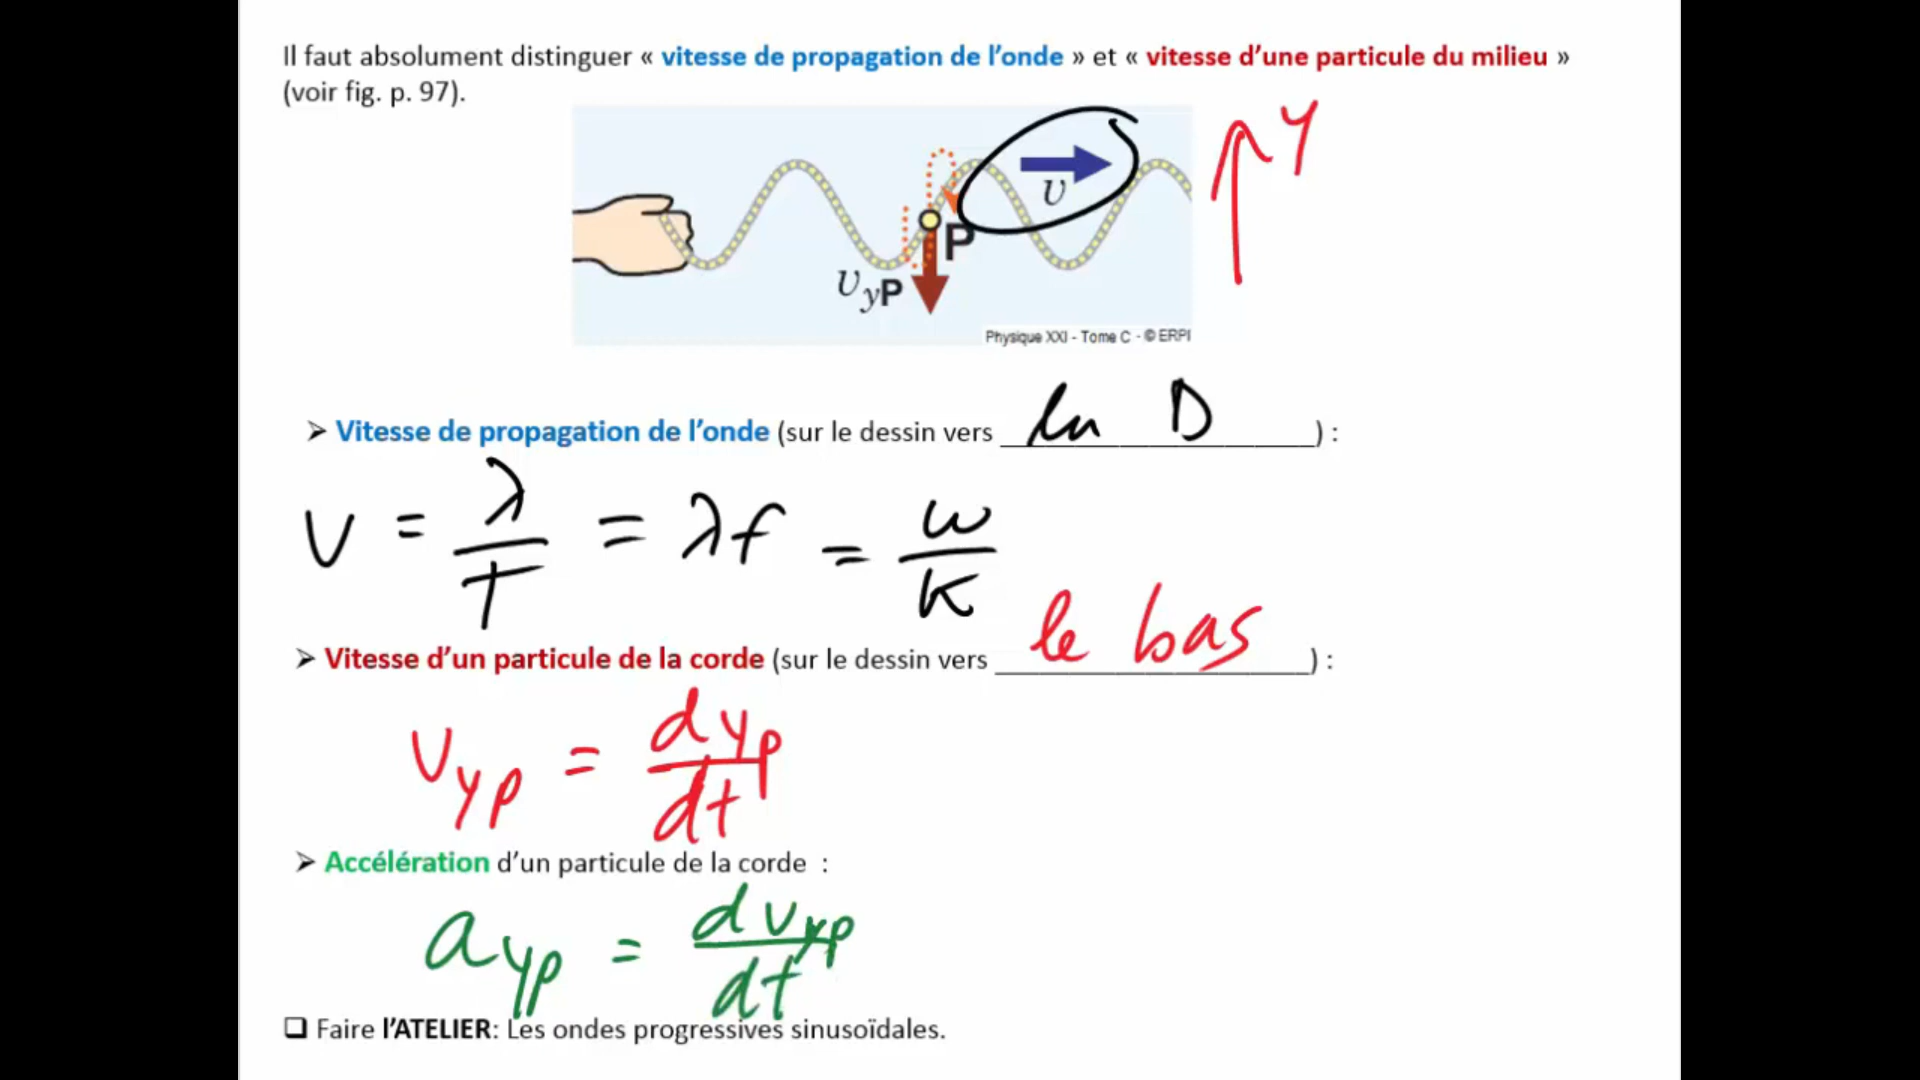 Il faut absolument distinguer « vitesse de propagation de l’onde » et « vitesse d’une particule du milieu »
(voir fig. p. 97).
y
v
P
v_yP
Physique XXI - Tome C - © ERPI
➢ Vitesse de propagation de l’onde (sur le dessin vers la D) :
v = λ/T = λf = ω/k
➢ Vitesse d’un particule de la corde (sur le dessin vers le bas) :
v_yp = dy_p/dt
➢ Accélération d’un particule de la corde :
a_yp = dv_yp/dt
❑ Faire l’ATELIER: Les ondes progressives sinusoïdales.